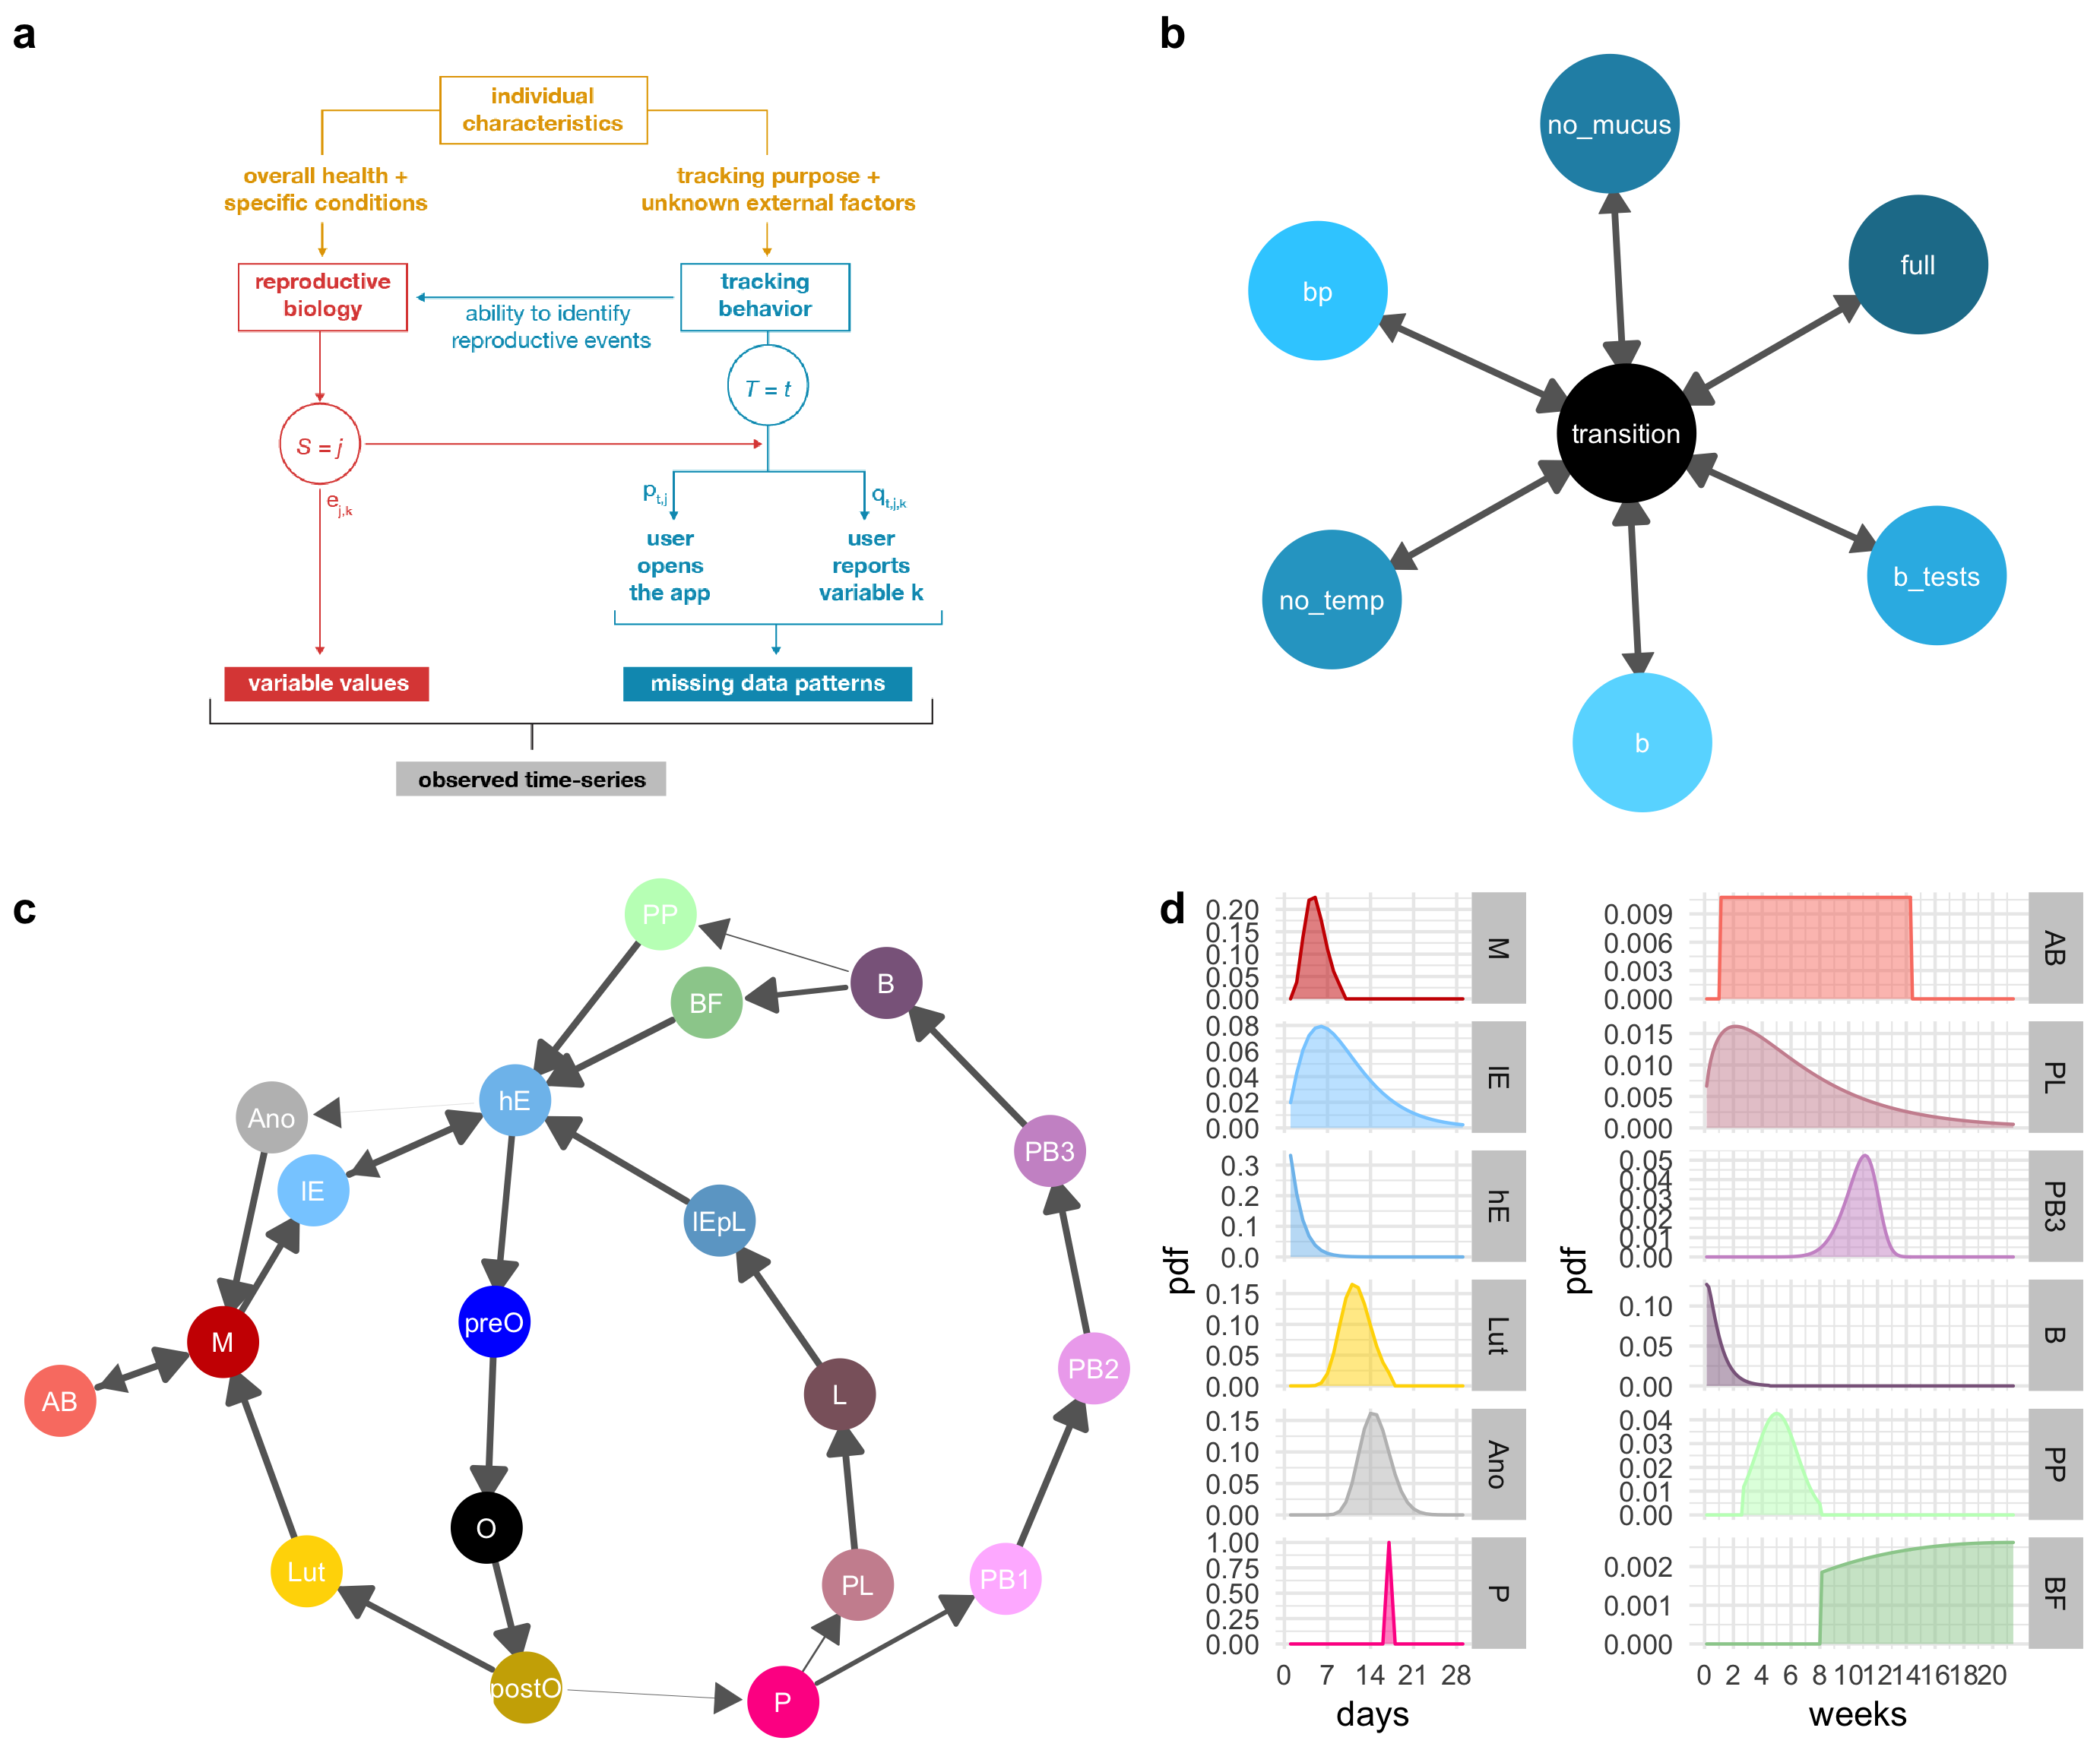 a
individual
characteristics
overall health +
specific conditions
tracking purpose +
unknown external factors
reproductive
biology
tracking
behavior
ability to identify
reproductive events
T = t
S = j
e j,k
p t,j
q t,j,k
user
opens
the app
user
reports
variable k
variable values
missing data patterns
observed time-series
b
no_mucus
full
bp
transition
no_temp
b_tests
b
c
PP
B
BF
hE
Ano
lE
PB3
lEpL
M
preO
AB
L
PB2
O
Lut
PL
PB1
postO
P
d
pdf
0.20
0.15
0.10
0.05
0.00
M
0.08
0.06
0.04
0.02
0.00
lE
0.3
0.2
0.1
0.0
hE
0.15
0.10
0.05
0.00
Lut
0.15
0.10
0.05
0.00
Ano
1.00
0.75
0.50
0.25
0.00
P
0 7 14 21 28
days
pdf
0.009
0.006
0.003
0.000
AB
0.015
0.010
0.005
0.000
PL
0.05
0.04
0.03
0.02
0.01
0.00
PB3
0.10
0.05
0.00
B
0.04
0.03
0.02
0.01
0.00
PP
0.002
0.001
0.000
BF
0 2 4 6 8 10 12 14 16 18 20
weeks